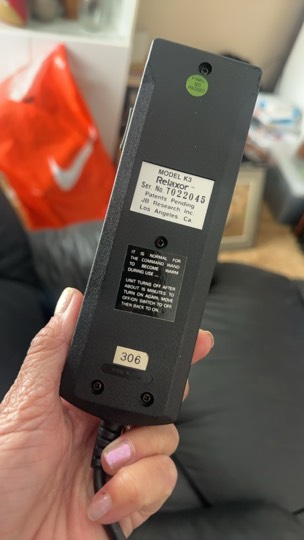 MODEL K3
Relaxor
SER. No. T022045
Patents Pending
JB Research Inc.
Los Angeles Ca.
IT IS NORMAL FOR
THE COMMAND WAND
TO BECOME WARM
DURING USE —
UNIT TURNS OFF AFTER
ABOUT 15 MINUTES TO
TURN ON AGAIN, MOVE
OFF-ON SWITCH TO OFF
THEN BACK TO ON.
306